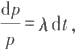 dp/p = λ dt,